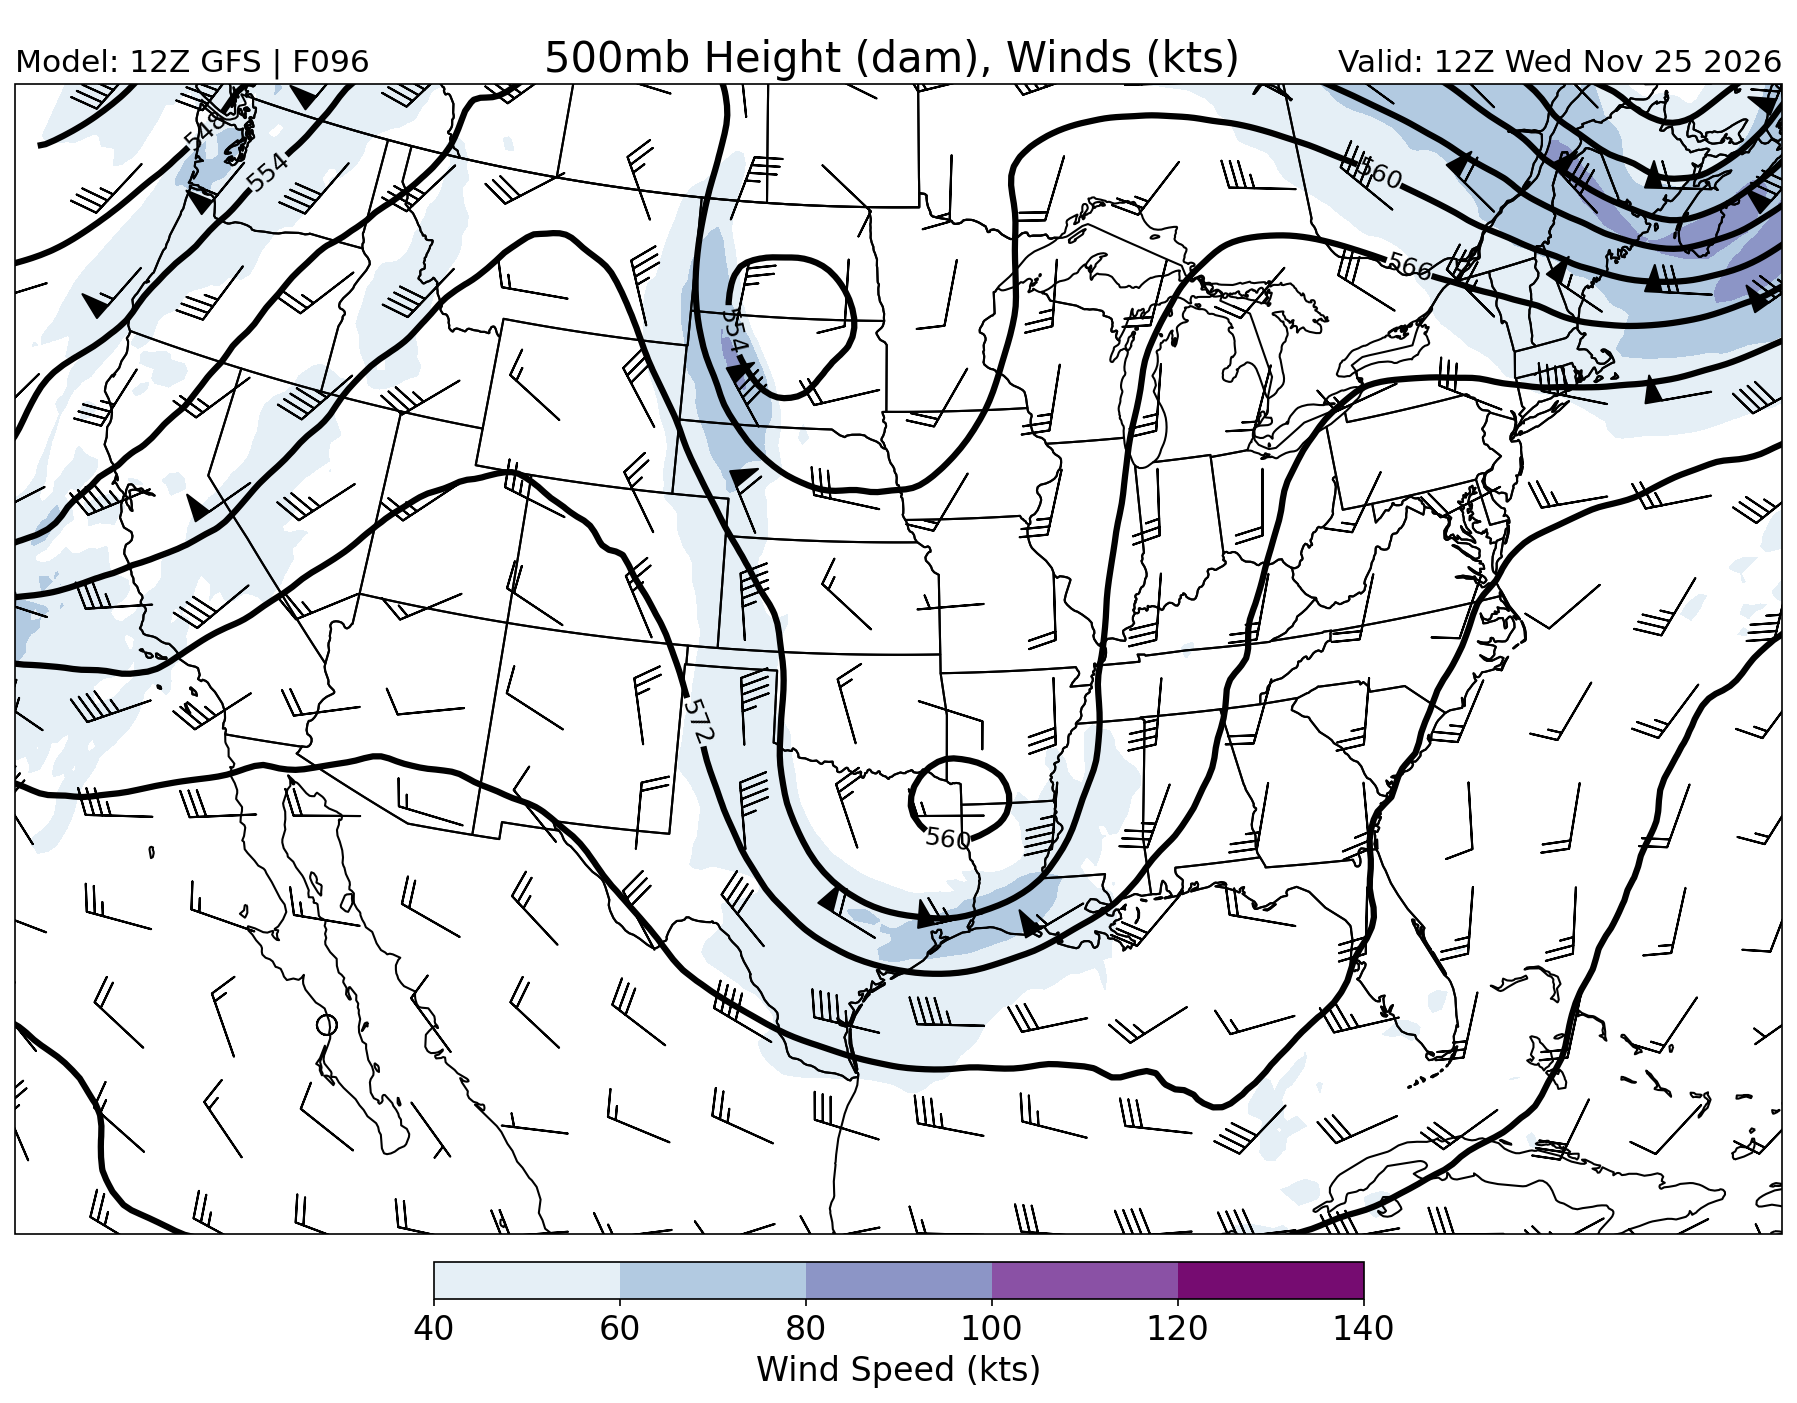 Model: 12Z GFS | F096
500mb Height (dam), Winds (kts)
Valid: 12Z Wed Nov 25 2026
548
554
560
566
554
572
560
40 60 80 100 120 140
Wind Speed (kts)